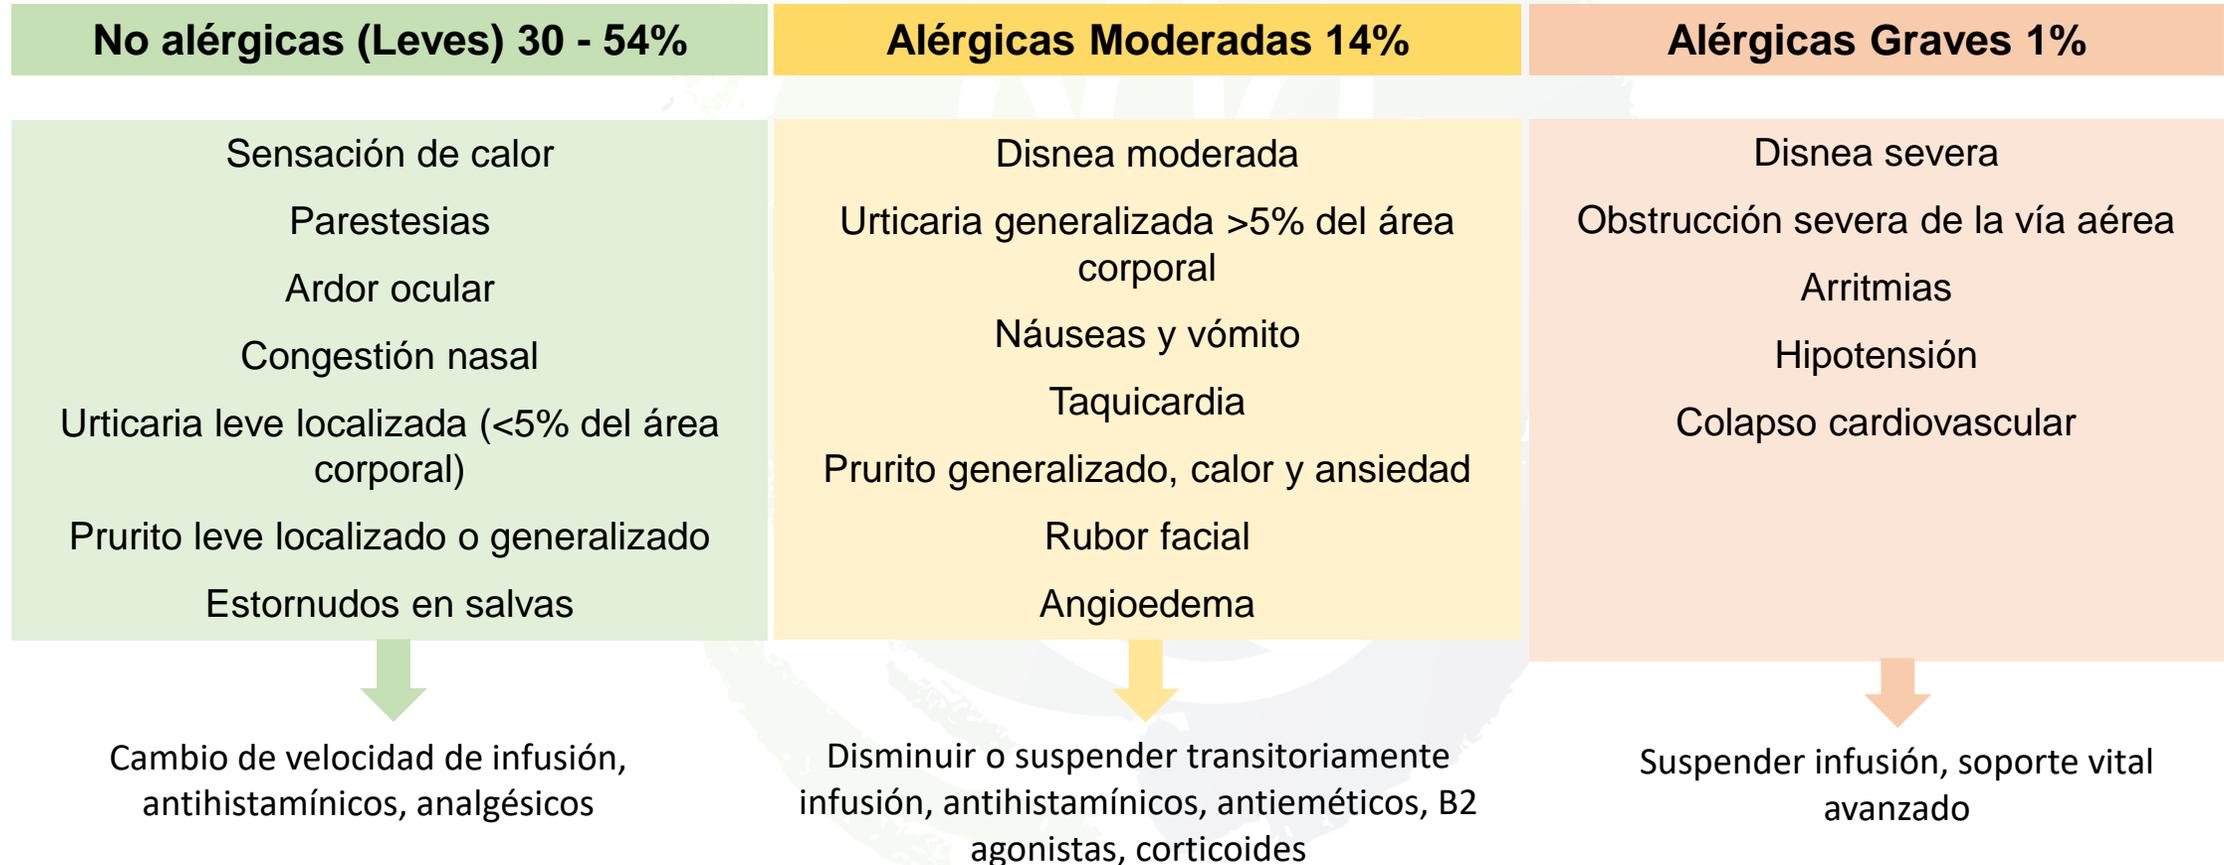 No alérgicas (Leves) 30 - 54%
Sensación de calor
Parestesias
Ardor ocular
Congestión nasal
Urticaria leve localizada (<5% del área
corporal)
Prurito leve localizado o generalizado
Estornudos en salvas
Cambio de velocidad de infusión,
antihistamínicos, analgésicos
Alérgicas Moderadas 14%
Disnea moderada
Urticaria generalizada >5% del área
corporal
Náuseas y vómito
Taquicardia
Prurito generalizado, calor y ansiedad
Rubor facial
Angioedema
Disminuir o suspender transitoriamente
infusión, antihistamínicos, antieméticos, B2
agonistas, corticoides
Alérgicas Graves 1%
Disnea severa
Obstrucción severa de la vía aérea
Arritmias
Hipotensión
Colapso cardiovascular
Suspender infusión, soporte vital
avanzado